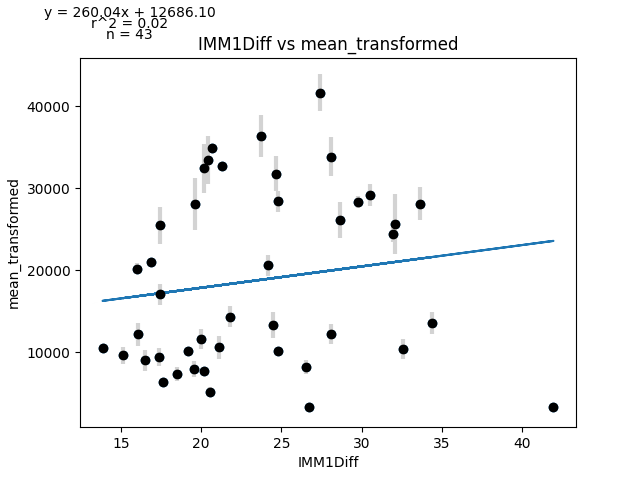 y = 260.04x + 12686.10
r^2 = 0.02
n = 43
IMM1Diff vs mean_transformed
40000
30000
20000
10000
mean_transformed
15 20 25 30 35 40
IMM1Diff